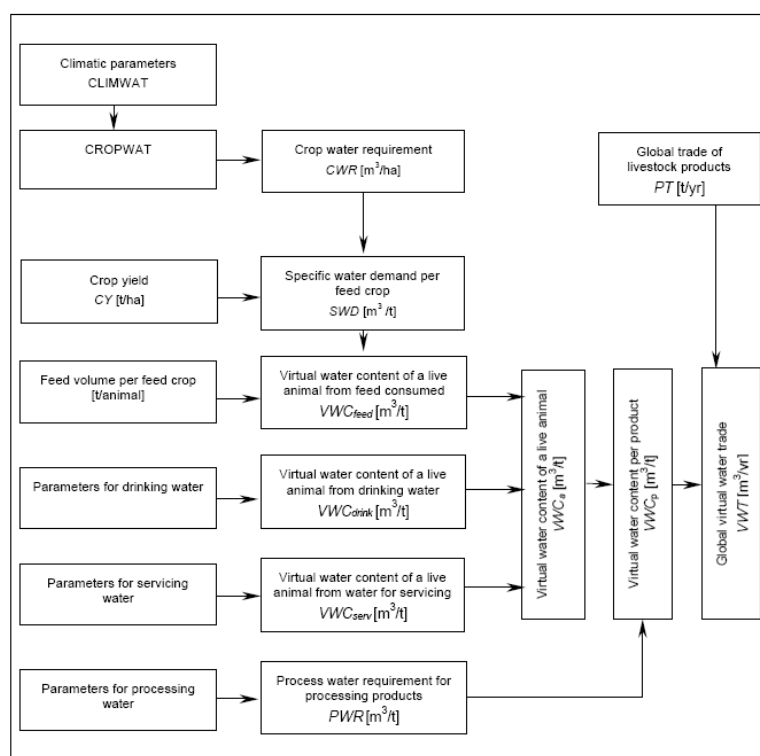 Climatic parameters
CLIMWAT
CROPWAT
Crop water requirement
CWR [m³/ha]
Global trade of
livestock products
PT [t/yr]
Crop yield
CY [t/ha]
Specific water demand per
feed crop
SWD [m³ /t]
Feed volume per feed crop
[t/animal]
Virtual water content of a live
animal from feed consumed
VWCfeed [m³/t]
Parameters for drinking water
Virtual water content of a live
animal from drinking water
VWCdrink [m³/t]
Parameters for servicing
water
Virtual water content of a live
animal from water for servicing
VWCserv [m³/t]
Parameters for processing
water
Process water requirement for
processing products
PWR [m³/t]
Virtual water content of a live animal
VWCa [m³/t]
Virtual water content per product
VWCp [m³/t]
Global virtual water trade
VWT [m³/yr]